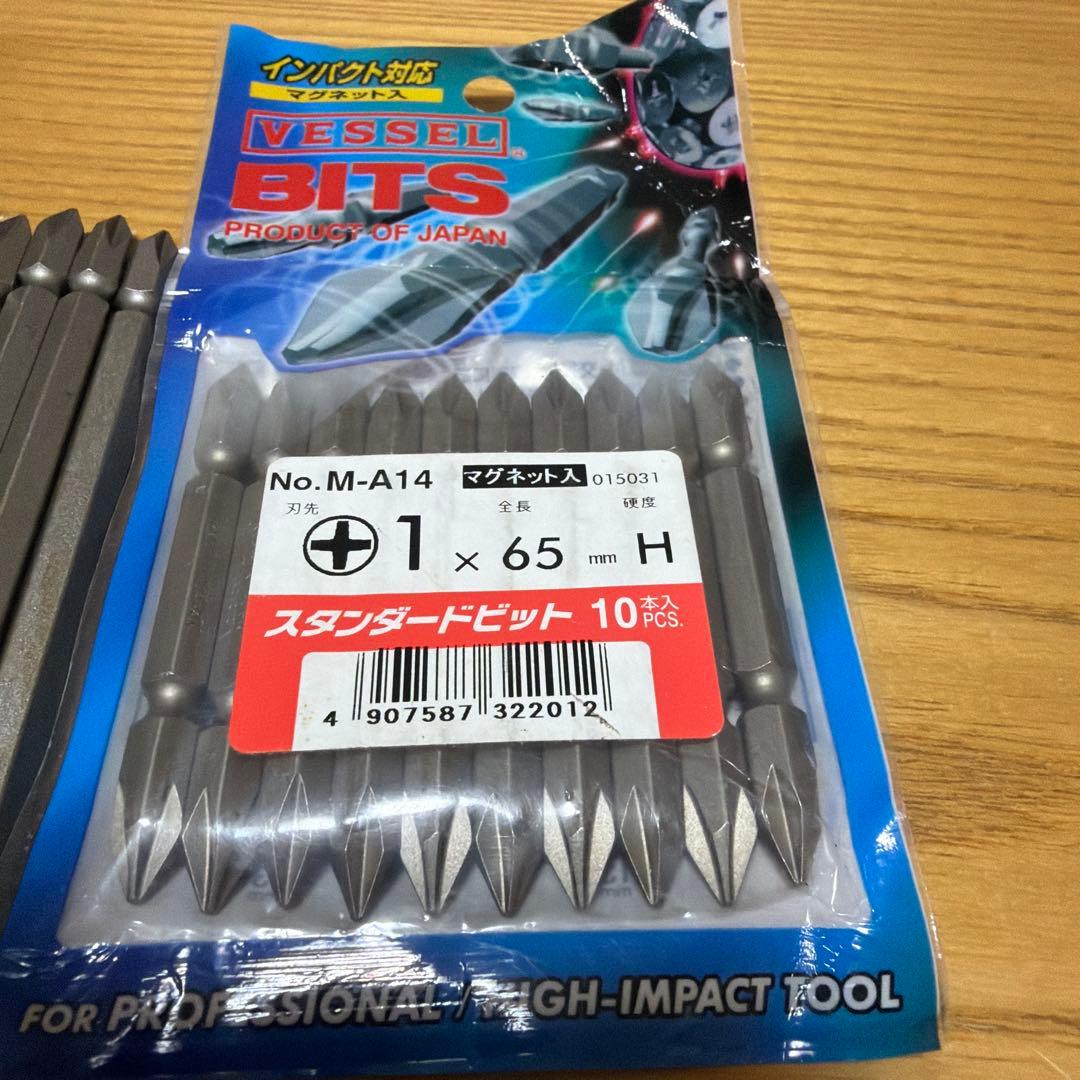 インパクト対応
マグネット入
VESSEL®
BITS
PRODUCT OF JAPAN
No. M-A14 マグネット入 015031
刃先 全長 硬度
1 × 65 mm H
スタンダードビット 10 本入 PCS.
4 907587 322012
FOR PROFESSIONAL / HIGH-IMPACT TOOL